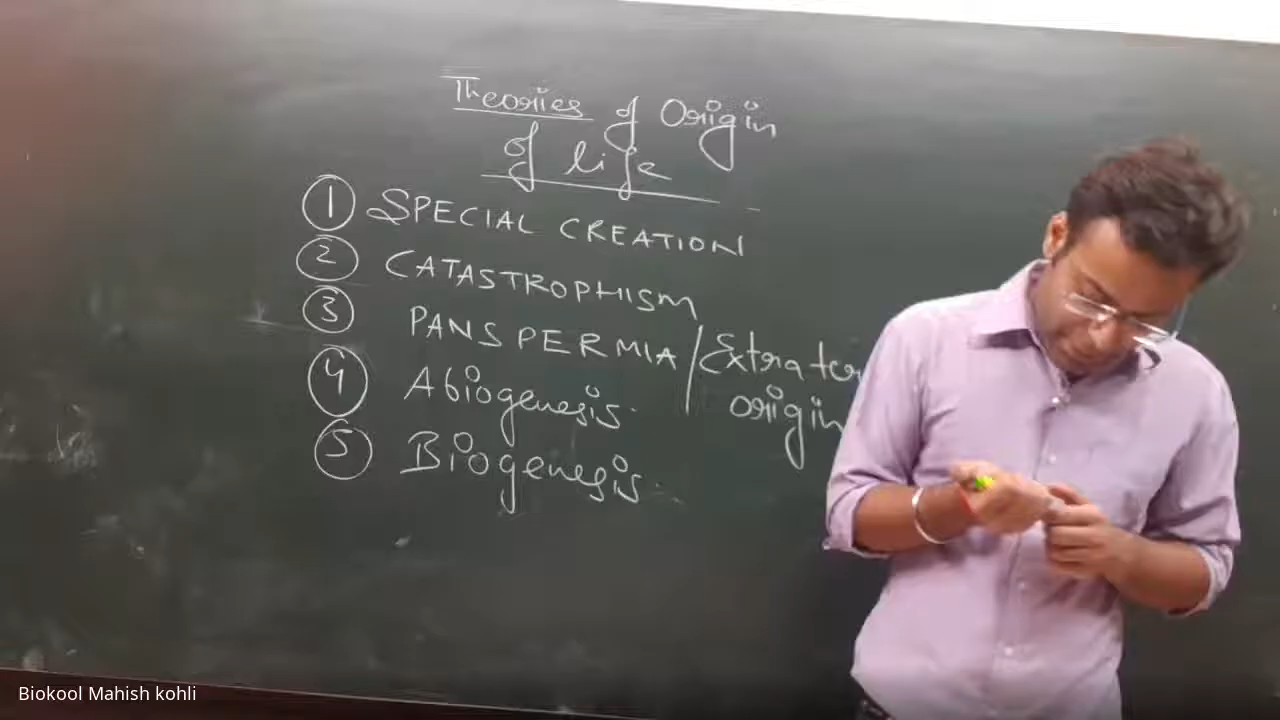 Theories of Origin
of life
① SPECIAL CREATION
② CATASTROPHISM
③ PANSPERMIA / Extrater
origin
④ Abiogenesis.
⑤ Biogenesis.
Biokool Mahish kohli